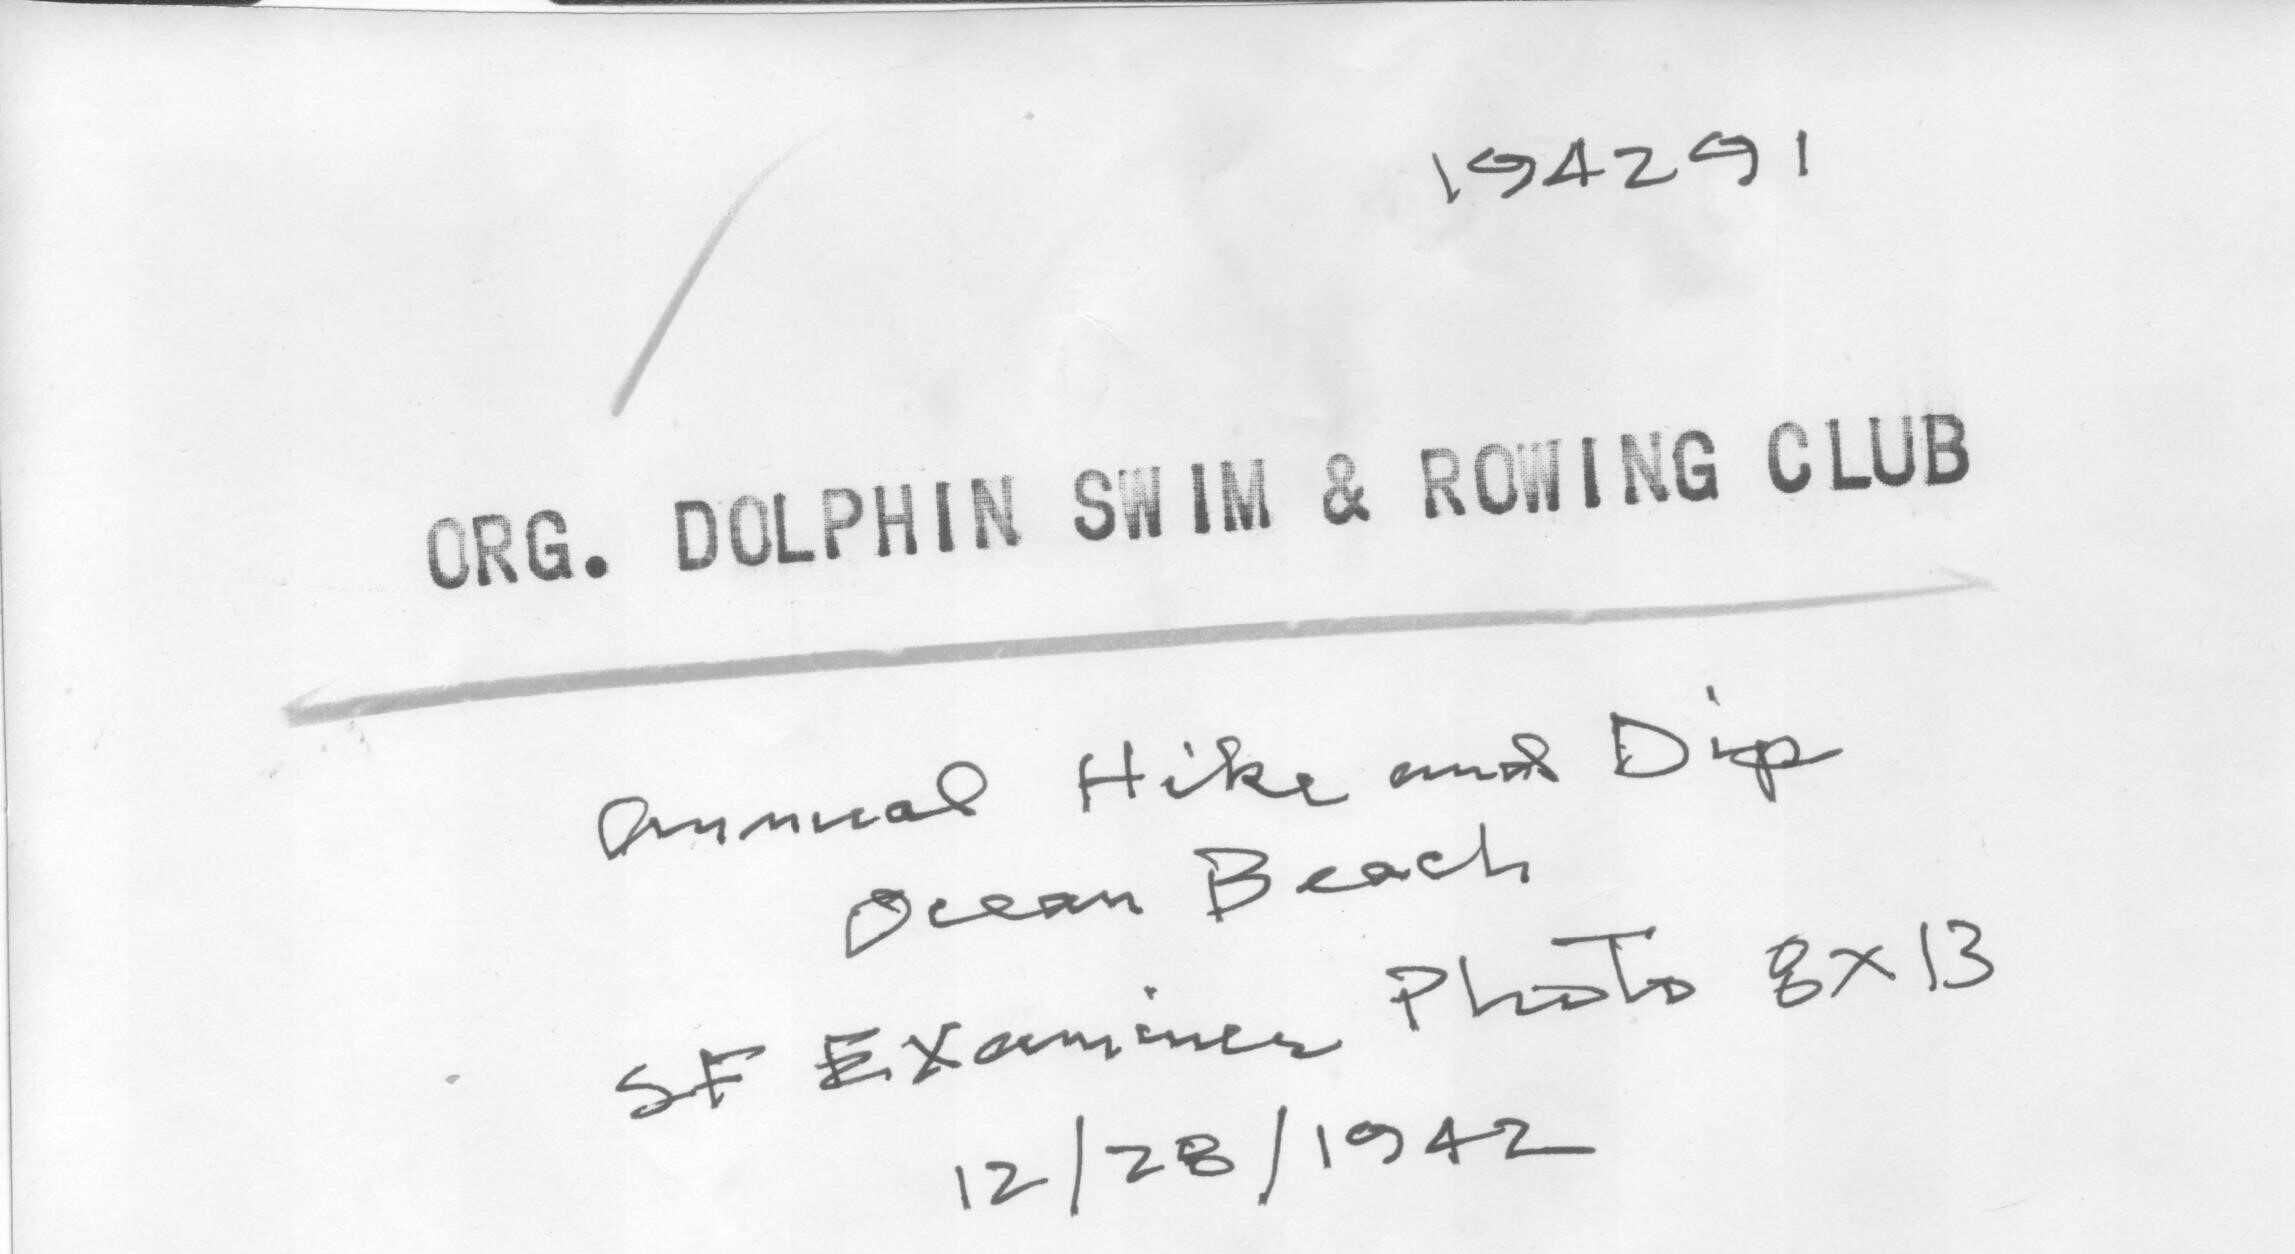 194291
ORG. DOLPHIN SWIM & ROWING CLUB
Annual Hike and Dip
Ocean Beach
SF Examiner Photo 8x13
12/28/1942